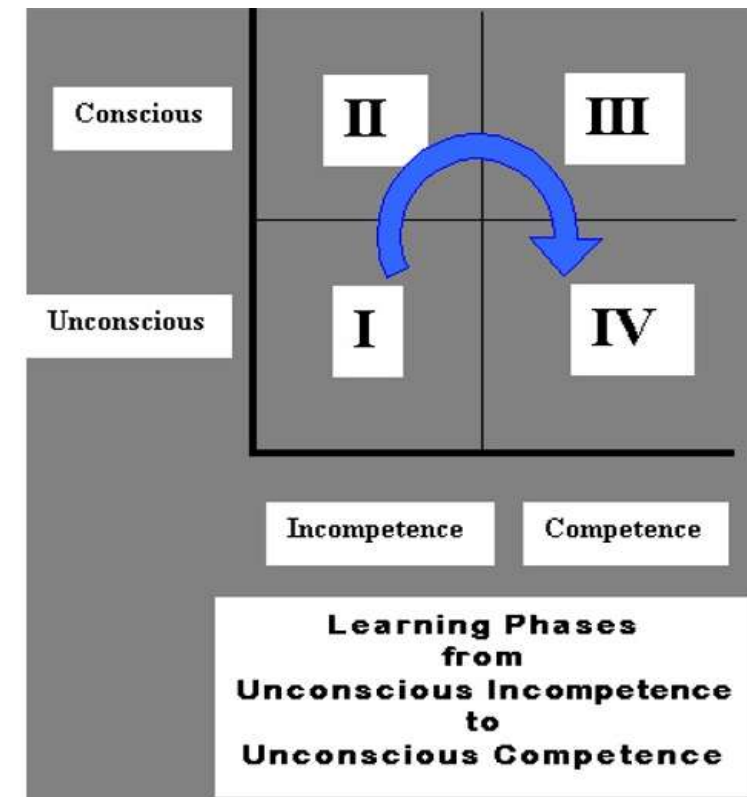 Conscious
II
III
Unconscious
I
IV
Incompetence
Competence
Learning Phases
from
Unconscious Incompetence
to
Unconscious Competence